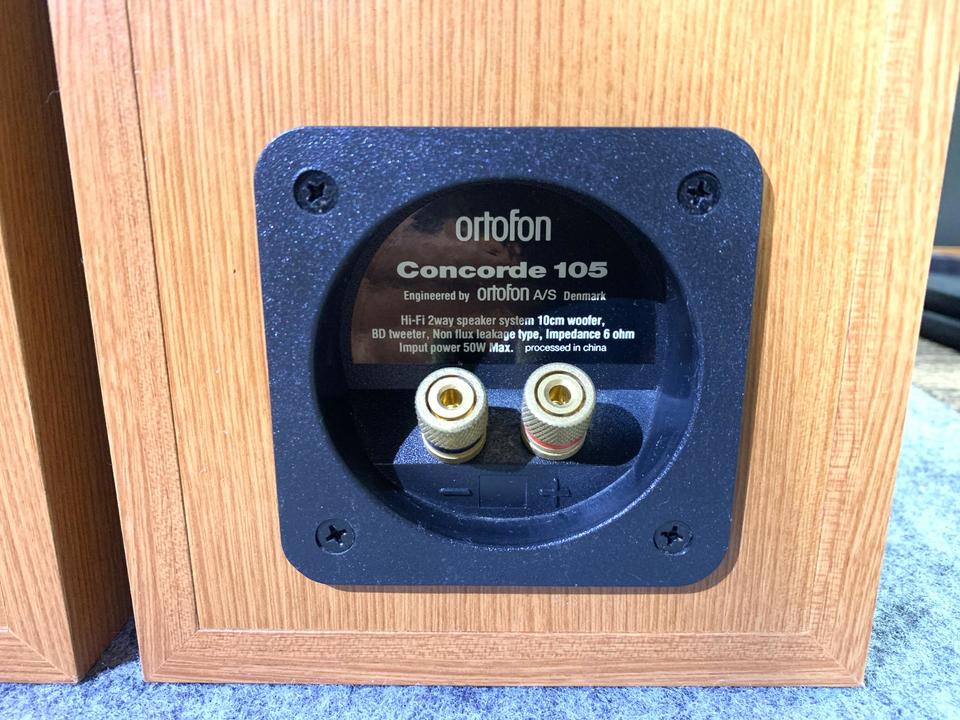 ortofon
Concorde 105
Engineered by ortofon A/S Denmark
Hi-Fi 2way speaker system 10cm woofer,
BD tweeter, Non flux leakage type, Impedance 6 ohm
Imput power 50W Max. processed in china
− +